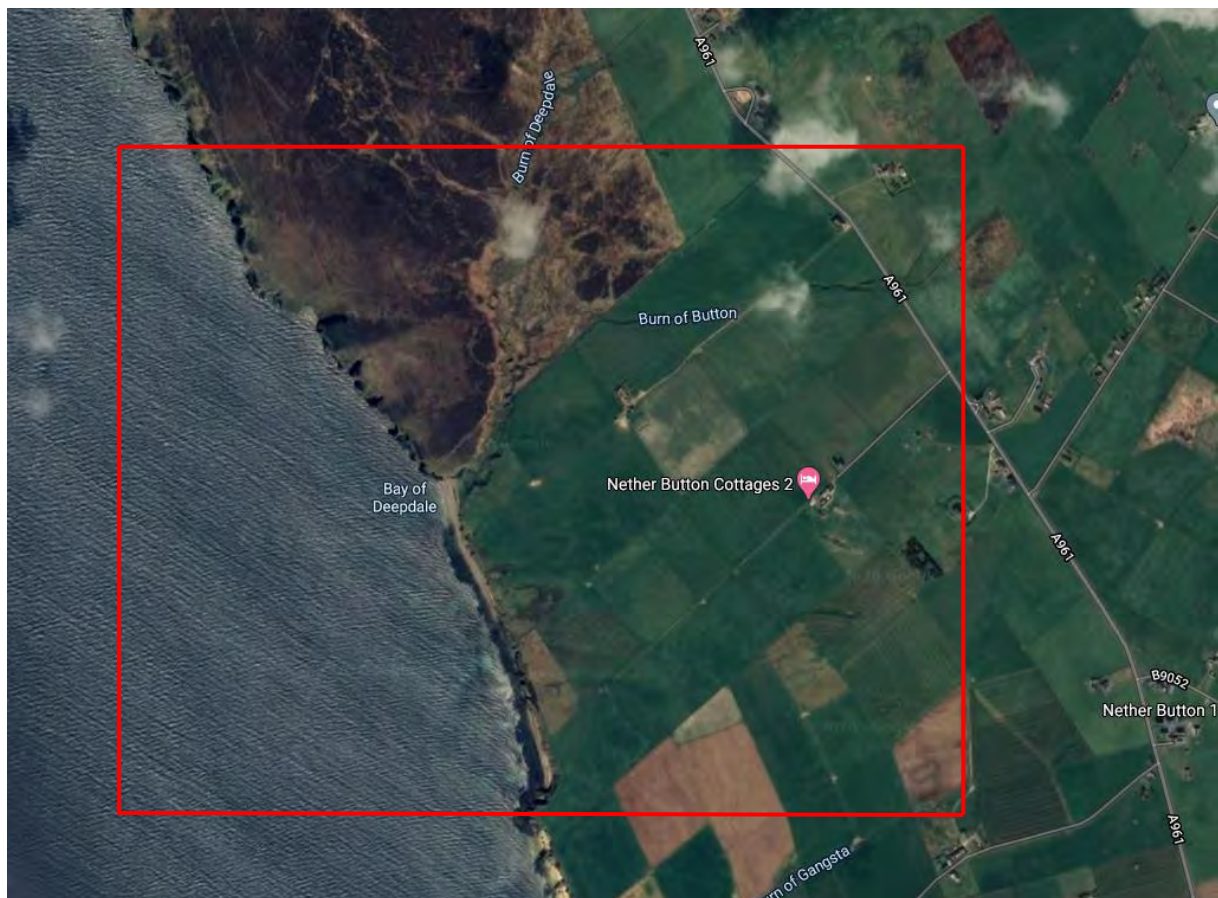 A961
Burn of Deepdale
A961
Burn of Button
Bay of
Deepdale
Nether Button Cottages 2
A961
B9052
Nether Button 1
A961
urn of Gangsta